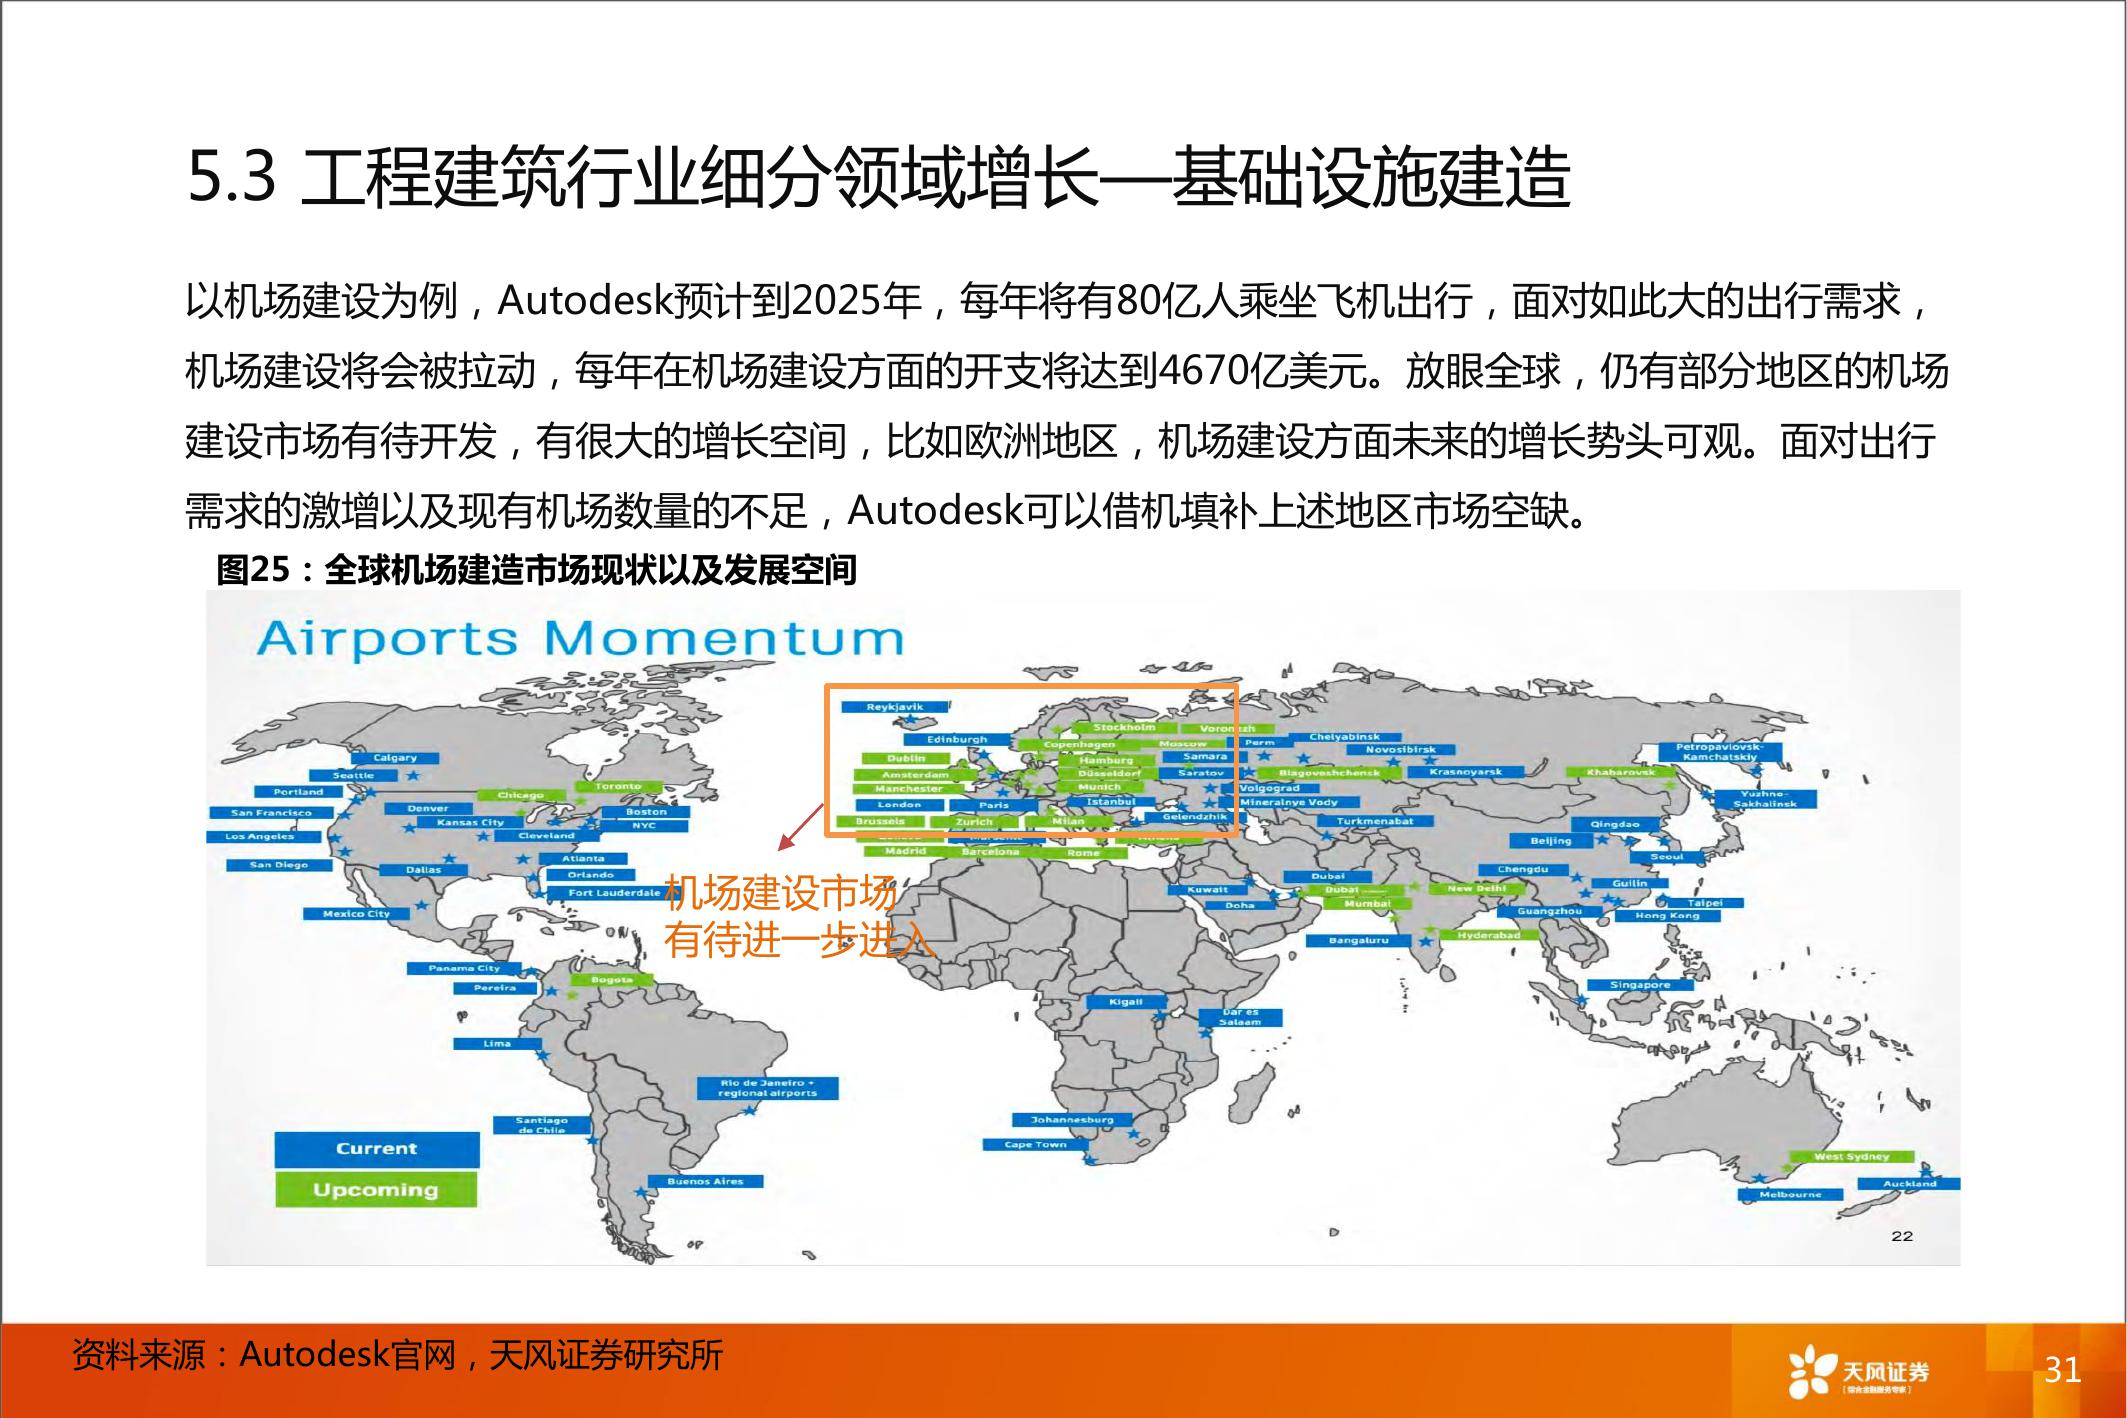 5.3 工程建筑行业细分领域增长—基础设施建造
以机场建设为例，Autodesk预计到2025年，每年将有80亿人乘坐飞机出行，面对如此大的出行需求，
机场建设将会被拉动，每年在机场建设方面的开支将达到4670亿美元。放眼全球，仍有部分地区的机场
建设市场有待开发，有很大的增长空间，比如欧洲地区，机场建设方面未来的增长势头可观。面对出行
需求的激增以及现有机场数量的不足，Autodesk可以借机填补上述地区市场空缺。
图25：全球机场建造市场现状以及发展空间
Airports Momentum
Reykjavik
Edinburgh
Dublin
Amsterdam
Manchester
London
Paris
Brussels
Zurich
Milan
Madrid
Barcelona
Rome
Stockholm
Voronezh
Copenhagen
Moscow
Hamburg
Samara
Düsseldorf
Saratov
Munich
Istanbul
Gelendzhik
Perm
Chelyabinsk
Novosibirsk
Blagoveshchensk
Krasnoyarsk
Khabarovsk
Petropavlovsk-
Kamchatskiy
Yuzhno-
Sakhalinsk
Volgograd
Mineralnye Vody
Turkmenabat
Calgary
Seattle
Portland
San Francisco
Los Angeles
San Diego
Mexico City
Chicago
Toronto
Denver
Kansas City
Cleveland
Boston
NYC
Dallas
Atlanta
Orlando
Fort Lauderdale
机场建设市场
有待进一步进入
Kuwait
Doha
Dubai
Dubai
Mumbai
New Delhi
Bangaluru
Hyderabad
Beijing
Qingdao
Seoul
Chengdu
Guilin
Guangzhou
Taipei
Hong Kong
Singapore
Panama City
Pereira
Bogota
Lima
Rio de Janeiro +
regional airports
Santiago
de Chile
Buenos Aires
Kigali
Dar es
Salaam
Johannesburg
Cape Town
West Sydney
Melbourne
Auckland
Current
Upcoming
22
资料来源：Autodesk官网，天风证券研究所
天风证券
31